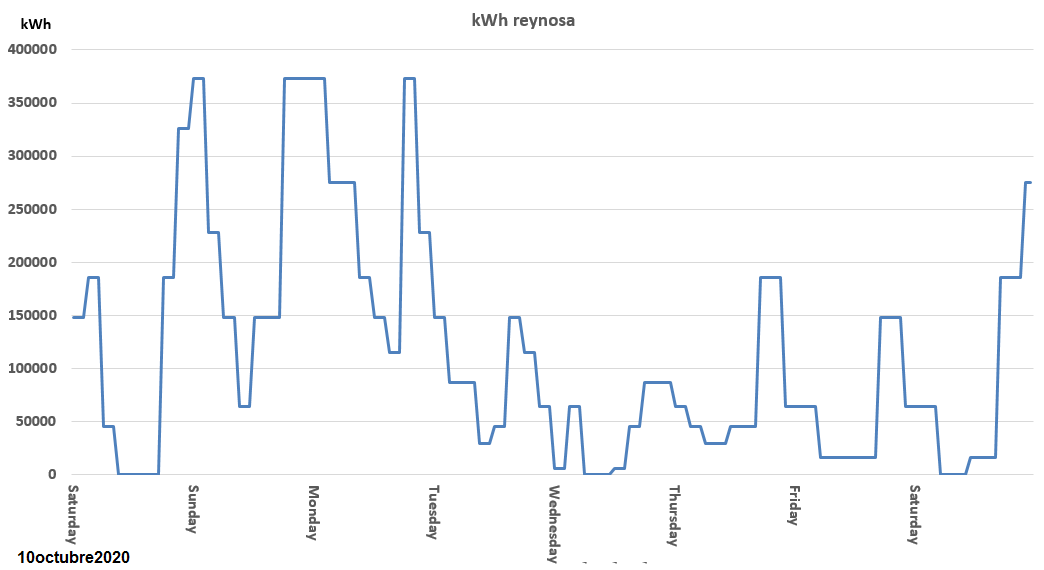 kWh reynosa
kWh
400000
350000
300000
250000
200000
150000
100000
50000
0
Saturday
Sunday
Monday
Tuesday
Wednesday
Thursday
Friday
Saturday
10octubre2020